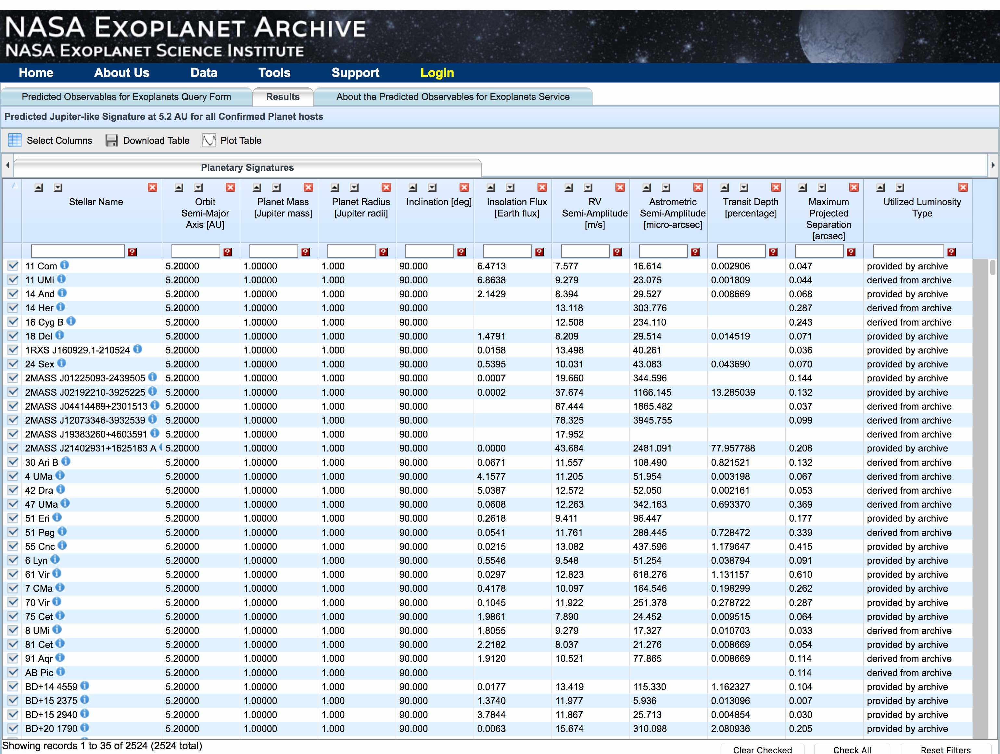 NASA EXOPLANET ARCHIVE
NASA EXOPLANET SCIENCE INSTITUTE
Home About Us Data Tools Support Login
Predicted Observables for Exoplanets Query Form Results About the Predicted Observables for Exoplanets Service
Predicted Jupiter-like Signature at 5.2 AU for all Confirmed Planet hosts
Select Columns Download Table Plot Table
Planetary Signatures
Stellar Name Orbit Semi-Major Axis [AU] Planet Mass [Jupiter mass] Planet Radius [Jupiter radii] Inclination [deg] Insolation Flux [Earth flux] RV Semi-Amplitude [m/s] Astrometric Semi-Amplitude [micro-arcsec] Transit Depth [percentage] Maximum Projected Separation [arcsec] Utilized Luminosity Type
11 Com 5.20000 1.00000 1.000 90.000 6.4713 7.577 16.614 0.002906 0.047 provided by archive
11 UMi 5.20000 1.00000 1.000 90.000 6.8638 9.279 23.075 0.001809 0.044 derived from archive
14 And 5.20000 1.00000 1.000 90.000 2.1429 8.394 29.527 0.008669 0.068 provided by archive
14 Her 5.20000 1.00000 1.000 90.000 13.118 303.776 0.287 derived from archive
16 Cyg B 5.20000 1.00000 1.000 90.000 12.508 234.110 0.243 derived from archive
18 Del 5.20000 1.00000 1.000 90.000 1.4791 8.209 29.514 0.014519 0.071 provided by archive
1RXS J160929.1-210524 5.20000 1.00000 1.000 90.000 0.0158 13.498 40.261 0.036 provided by archive
24 Sex 5.20000 1.00000 1.000 90.000 0.5395 10.031 43.083 0.043690 0.070 provided by archive
2MASS J01225093-2439505 5.20000 1.00000 1.000 90.000 0.0007 19.660 344.596 0.144 provided by archive
2MASS J02192210-3925225 5.20000 1.00000 1.000 90.000 0.0002 37.674 1166.145 13.285039 0.132 provided by archive
2MASS J04414489+2301513 5.20000 1.00000 1.000 90.000 87.444 1865.482 0.037 derived from archive
2MASS J12073346-3932539 5.20000 1.00000 1.000 90.000 78.325 3945.755 0.099 derived from archive
2MASS J19383260+4603591 5.20000 1.00000 1.000 90.000 17.952 derived from archive
2MASS J21402931+1625183 A 5.20000 1.00000 1.000 90.000 0.0000 43.684 2481.091 77.957788 0.208 provided by archive
30 Ari B 5.20000 1.00000 1.000 90.000 0.0671 11.557 108.490 0.821521 0.132 derived from archive
4 UMa 5.20000 1.00000 1.000 90.000 4.1577 11.205 51.954 0.003198 0.067 derived from archive
42 Dra 5.20000 1.00000 1.000 90.000 5.0387 12.572 52.050 0.002161 0.053 derived from archive
47 UMa 5.20000 1.00000 1.000 90.000 0.0608 12.263 342.163 0.693370 0.369 derived from archive
51 Eri 5.20000 1.00000 1.000 90.000 0.2618 9.411 96.447 0.177 provided by archive
51 Peg 5.20000 1.00000 1.000 90.000 0.0541 11.761 288.445 0.728472 0.339 derived from archive
55 Cnc 5.20000 1.00000 1.000 90.000 0.0215 13.082 437.596 1.179647 0.415 provided by archive
6 Lyn 5.20000 1.00000 1.000 90.000 0.5546 9.548 51.254 0.038794 0.091 provided by archive
61 Vir 5.20000 1.00000 1.000 90.000 0.0297 12.823 618.276 1.131157 0.610 provided by archive
7 CMa 5.20000 1.00000 1.000 90.000 0.4178 10.097 164.546 0.198299 0.262 provided by archive
70 Vir 5.20000 1.00000 1.000 90.000 0.1045 11.922 251.378 0.278722 0.287 provided by archive
75 Cet 5.20000 1.00000 1.000 90.000 1.9861 7.890 24.452 0.009515 0.064 provided by archive
8 UMi 5.20000 1.00000 1.000 90.000 1.8055 9.279 17.327 0.010703 0.033 derived from archive
81 Cet 5.20000 1.00000 1.000 90.000 2.2182 8.037 21.276 0.008669 0.054 provided by archive
91 Aqr 5.20000 1.00000 1.000 90.000 1.9120 10.521 77.865 0.008669 0.114 derived from archive
AB Pic 5.20000 1.00000 1.000 90.000 0.114 derived from archive
BD+14 4559 5.20000 1.00000 1.000 90.000 0.0177 13.419 115.330 1.162327 0.104 provided by archive
BD+15 2375 5.20000 1.00000 1.000 90.000 1.3740 11.977 5.936 0.013096 0.007 provided by archive
BD+15 2940 5.20000 1.00000 1.000 90.000 3.7844 11.867 25.713 0.004854 0.030 provided by archive
BD+20 1790 5.20000 1.00000 1.000 90.000 0.0063 15.674 310.098 2.080936 0.205 provided by archive
Showing records 1 to 35 of 2524 (2524 total)
Clear Checked Check All Reset Filters